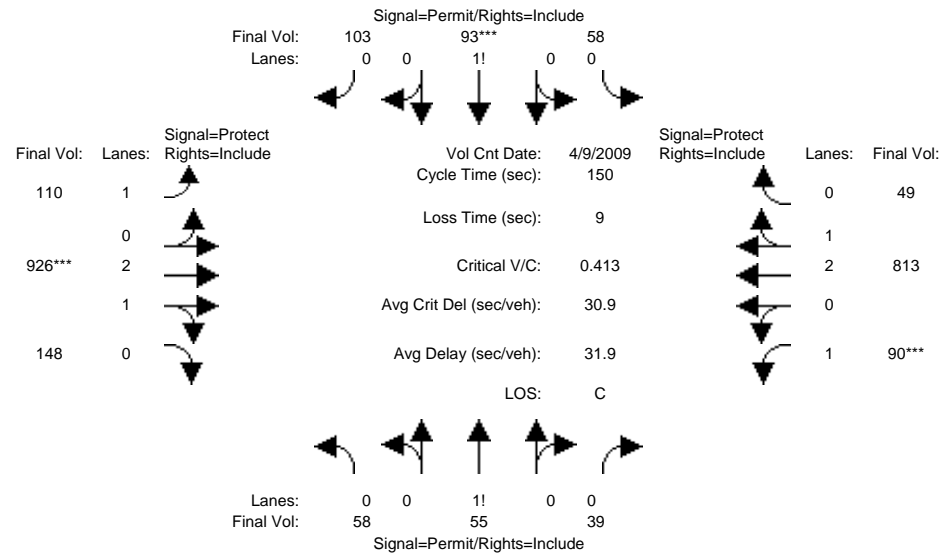 Signal=Permit/Rights=Include
Final Vol: 103 93*** 58
Lanes: 0 0 1! 0 0
Signal=Protect Signal=Protect
Final Vol: Lanes: Rights=Include Vol Cnt Date: 4/9/2009 Rights=Include Lanes: Final Vol:
Cycle Time (sec): 150
110 1 0 49
Loss Time (sec): 9
0 1
926*** 2 Critical V/C: 0.413 2 813
1 Avg Crit Del (sec/veh): 30.9 0
148 0 Avg Delay (sec/veh): 31.9 1 90***
LOS: C
Lanes: 0 0 1! 0 0
Final Vol: 58 55 39
Signal=Permit/Rights=Include